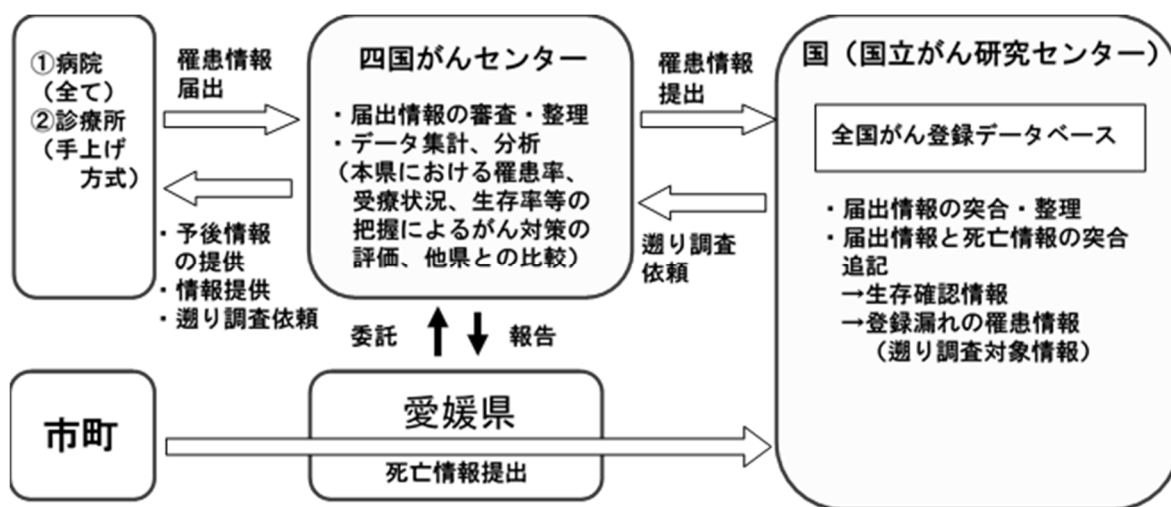 ①病院
（全て）
②診療所
（手上げ
方式）
罹患情報
届出
・予後情報
の提供
・情報提供
・遡り調査依頼
四国がんセンター
・届出情報の審査・整理
・データ集計、分析
（本県における罹患率、
受療状況、生存率等の
把握によるがん対策の
評価、他県との比較）
罹患情報
提出
遡り調査
依頼
国（国立がん研究センター）
全国がん登録データベース
・届出情報の突合・整理
・届出情報と死亡情報の突合
追記
→生存確認情報
→登録漏れの罹患情報
（遡り調査対象情報）
委託
報告
市町
愛媛県
死亡情報提出